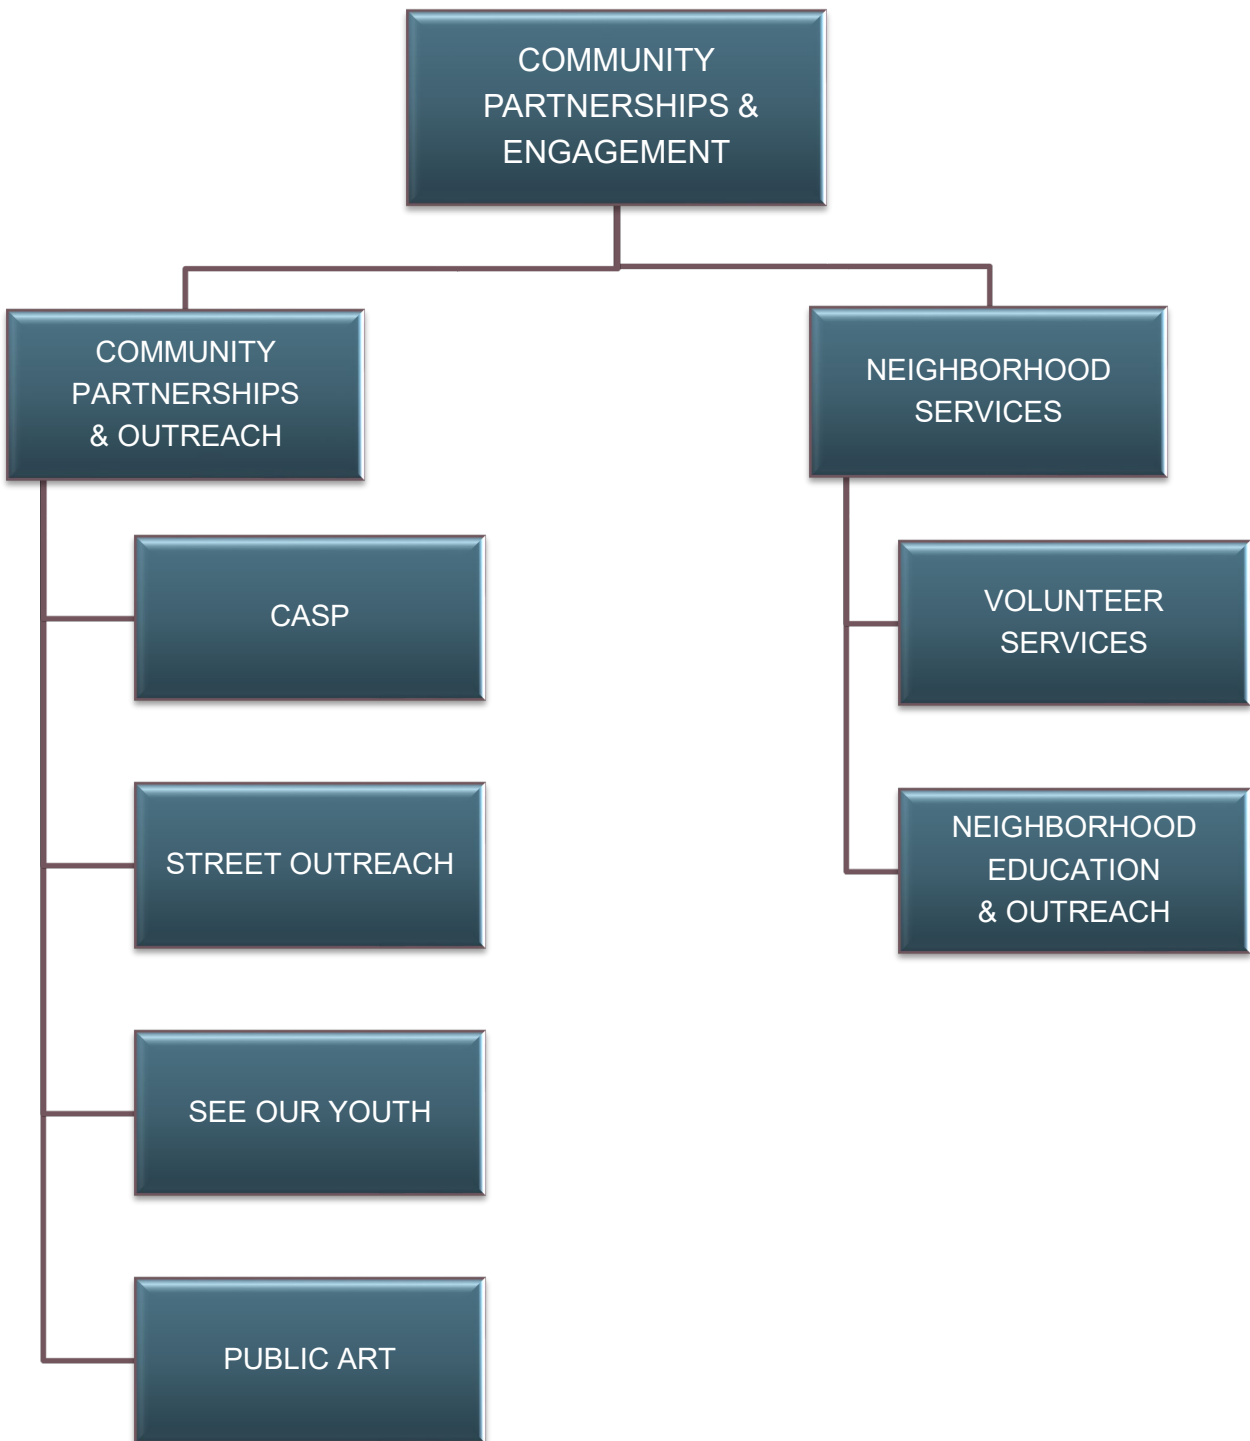 COMMUNITY
PARTNERSHIPS &
ENGAGEMENT
COMMUNITY
PARTNERSHIPS
& OUTREACH
NEIGHBORHOOD
SERVICES
CASP
VOLUNTEER
SERVICES
STREET OUTREACH
NEIGHBORHOOD
EDUCATION
& OUTREACH
SEE OUR YOUTH
PUBLIC ART